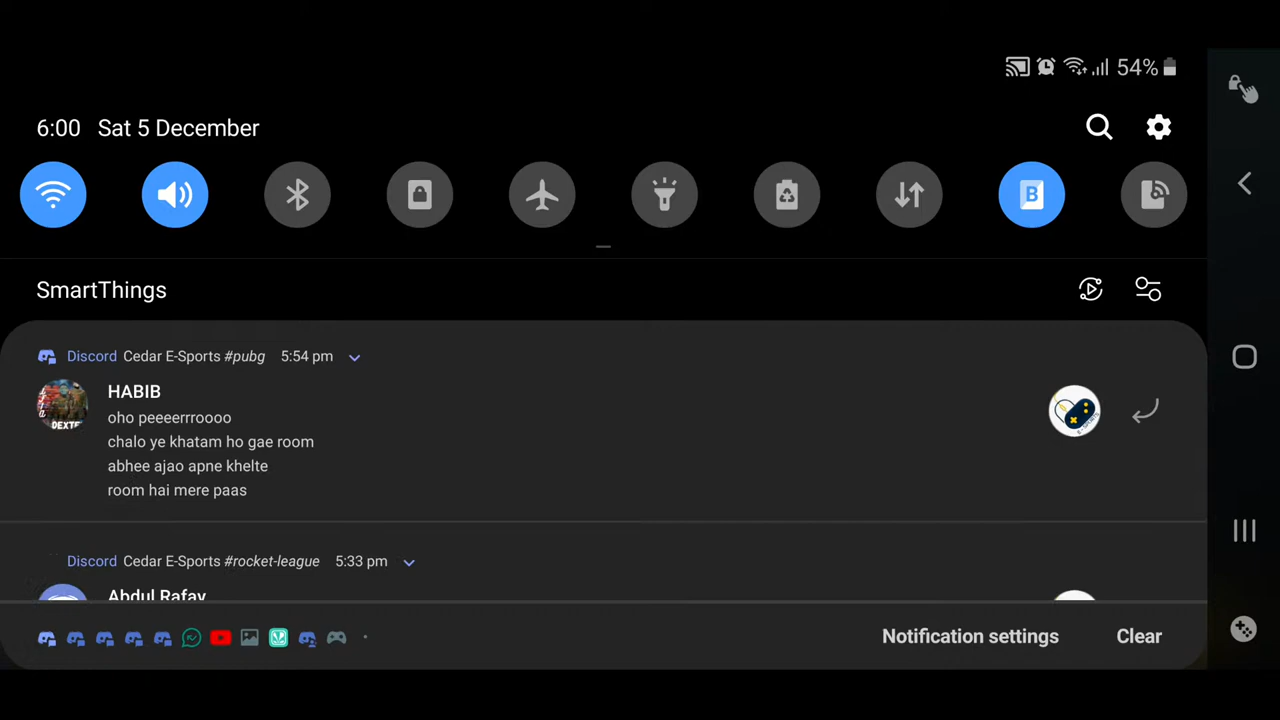 54%
6:00 Sat 5 December
B
SmartThings
Discord Cedar E-Sports #pubg 5:54 pm
HABIB
oho peeeerrroooo
chalo ye khatam ho gae room
abhee ajao apne khelte
room hai mere paas
DEXTE
Discord Cedar E-Sports #rocket-league 5:33 pm
Abdul Rafay
Notification settings Clear